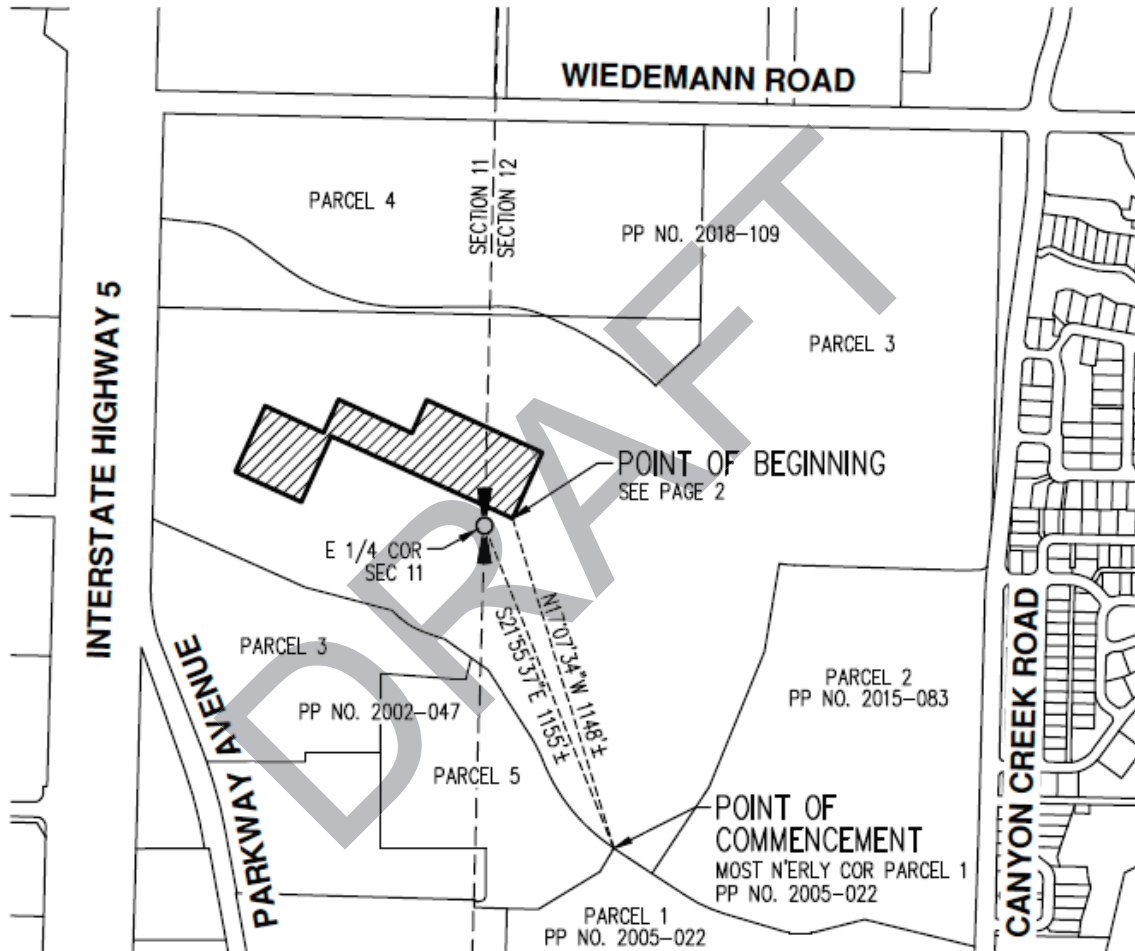 WIEDEMANN ROAD
SECTION 11
SECTION 12
PARCEL 4
PP NO. 2018-109
INTERSTATE HIGHWAY 5
PARCEL 3
POINT OF BEGINNING
SEE PAGE 2
E 1/4 COR
SEC 11
N17°07'34"W 1148'±
S21°55'37"E 1155'±
PARCEL 3
PARKWAY AVENUE
PP NO. 2002-047
PARCEL 2
PP NO. 2015-083
PARCEL 5
CANYON CREEK ROAD
POINT OF
COMMENCEMENT
MOST N'ERLY COR PARCEL 1
PP NO. 2005-022
PARCEL 1
PP NO. 2005-022
DRAFT